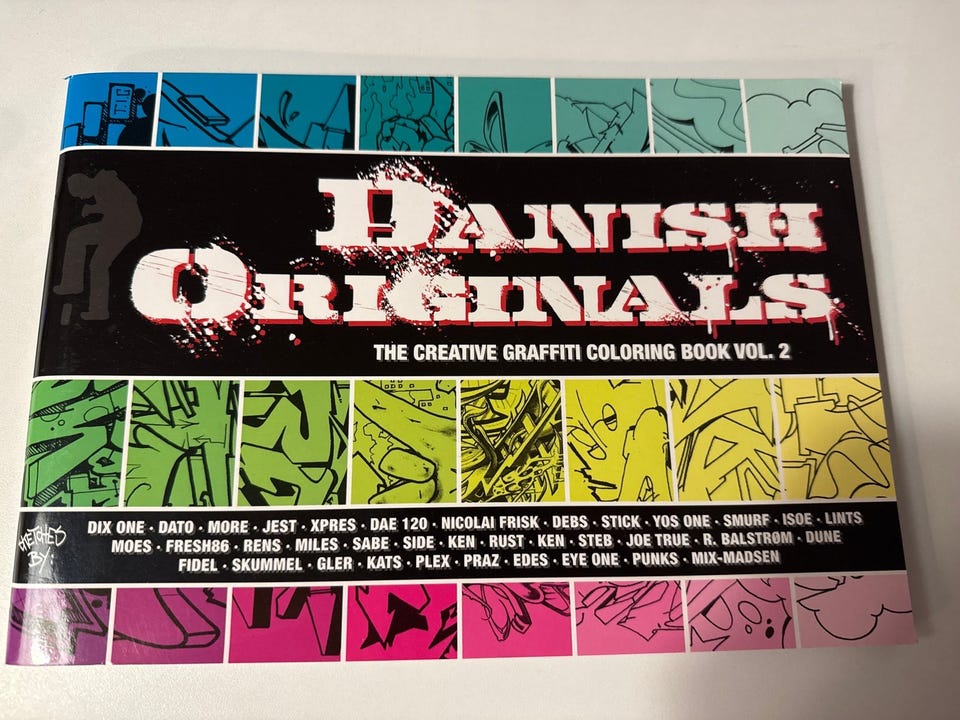 DANISH
ORIGINALS
THE CREATIVE GRAFFITI COLORING BOOK VOL. 2
SKETCHED
BY:
DIX ONE · DATO · MORE · JEST · XPRES · DAE 120 · NICOLAI FRISK · DEBS · STICK · YOS ONE · SMURF · ISØE · LINTS
MOES · FRESH86 · RENS · MILES · SABE · SIDE · KEN · RUST · KEN · STEB · JOE TRUE · R. BALSTRØM · DUNE
FIDEL · SKUMMEL · GLER · KATS · PLEX · PRAZ · EDES · EYE ONE · PUNKS · MIX-MADSEN